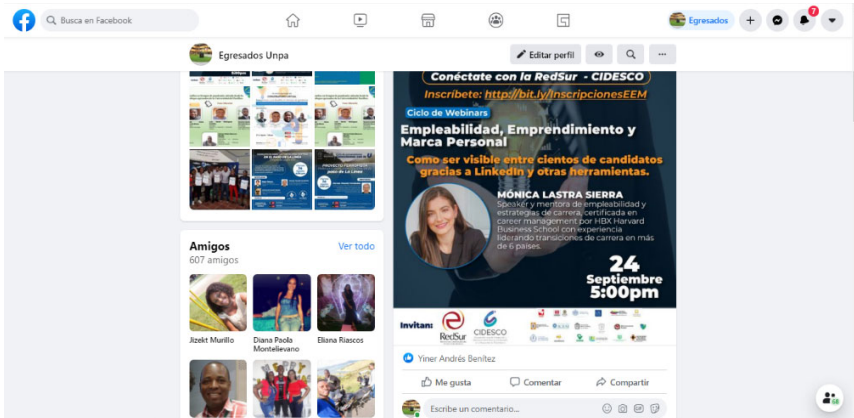 Busca en Facebook
Egresados
7
Egresados Unpa
Editar perfil
Amigos
Ver todo
607 amigos
Jizekt Murillo
Diana Paola Montelievano
Eliana Riascos
Conéctate con la RedSur - CIDESCO
Inscríbete: http://bit.ly/InscripcionesEEM
Ciclo de Webinars
Empleabilidad, Emprendimiento y
Marca Personal
Como ser visible entre cientos de candidatos
gracias a LinkedIn y otras herramientas.
MÓNICA LASTRA SIERRA
Speaker y mentora de empleabilidad y
estrategias de carrera, certificada en
career management por HBX Harvard
Business School con experiencia
liderando transiciones de carrera en más
de 6 países.
24
Septiembre
5:00pm
Invitan:
RedSur
CIDESCO
Yiner Andrés Benítez
Me gusta
Comentar
Compartir
Escribe un comentario...
GIF